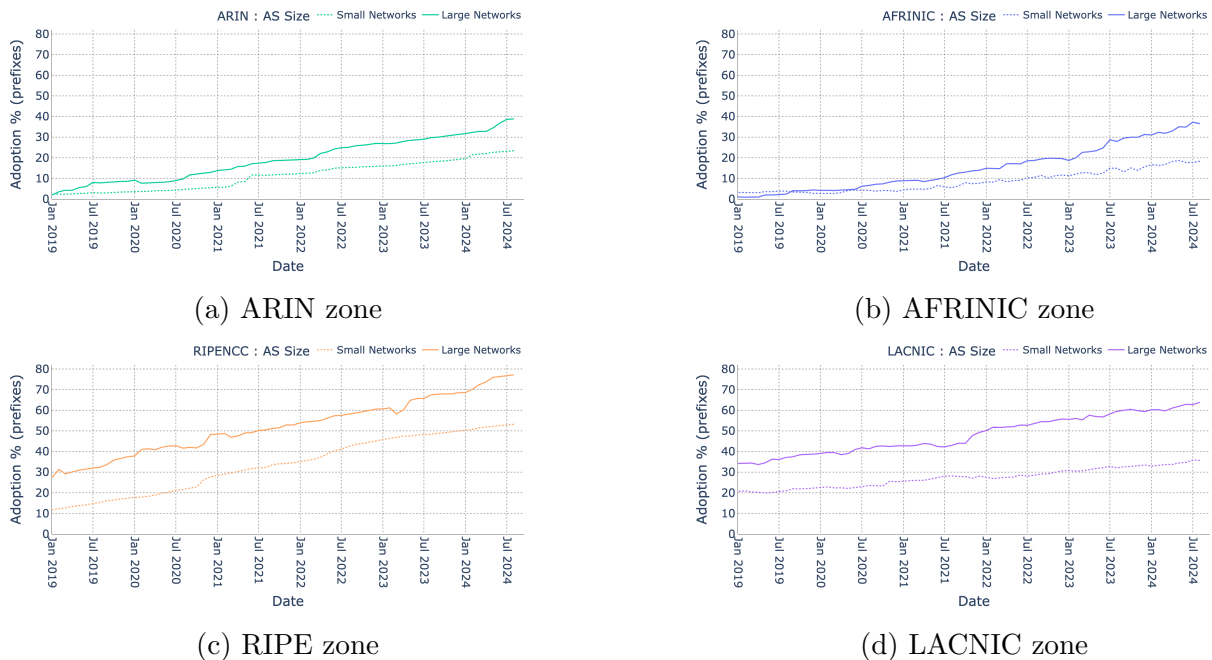 ARIN : AS Size Small Networks Large Networks
Adoption % (prefixes)
80
70
60
50
40
30
20
10
0
Jan 2019
Jul 2019
Jan 2020
Jul 2020
Jan 2021
Jul 2021
Jan 2022
Jul 2022
Jan 2023
Jul 2023
Jan 2024
Jul 2024
Date
(a) ARIN zone
AFRINIC : AS Size Small Networks Large Networks
Adoption % (prefixes)
80
70
60
50
40
30
20
10
0
Jan 2019
Jul 2019
Jan 2020
Jul 2020
Jan 2021
Jul 2021
Jan 2022
Jul 2022
Jan 2023
Jul 2023
Jan 2024
Jul 2024
Date
(b) AFRINIC zone
RIPENCC : AS Size Small Networks Large Networks
Adoption % (prefixes)
80
70
60
50
40
30
20
10
0
Jan 2019
Jul 2019
Jan 2020
Jul 2020
Jan 2021
Jul 2021
Jan 2022
Jul 2022
Jan 2023
Jul 2023
Jan 2024
Jul 2024
Date
(c) RIPE zone
LACNIC : AS Size Small Networks Large Networks
Adoption % (prefixes)
80
70
60
50
40
30
20
10
0
Jan 2019
Jul 2019
Jan 2020
Jul 2020
Jan 2021
Jul 2021
Jan 2022
Jul 2022
Jan 2023
Jul 2023
Jan 2024
Jul 2024
Date
(d) LACNIC zone